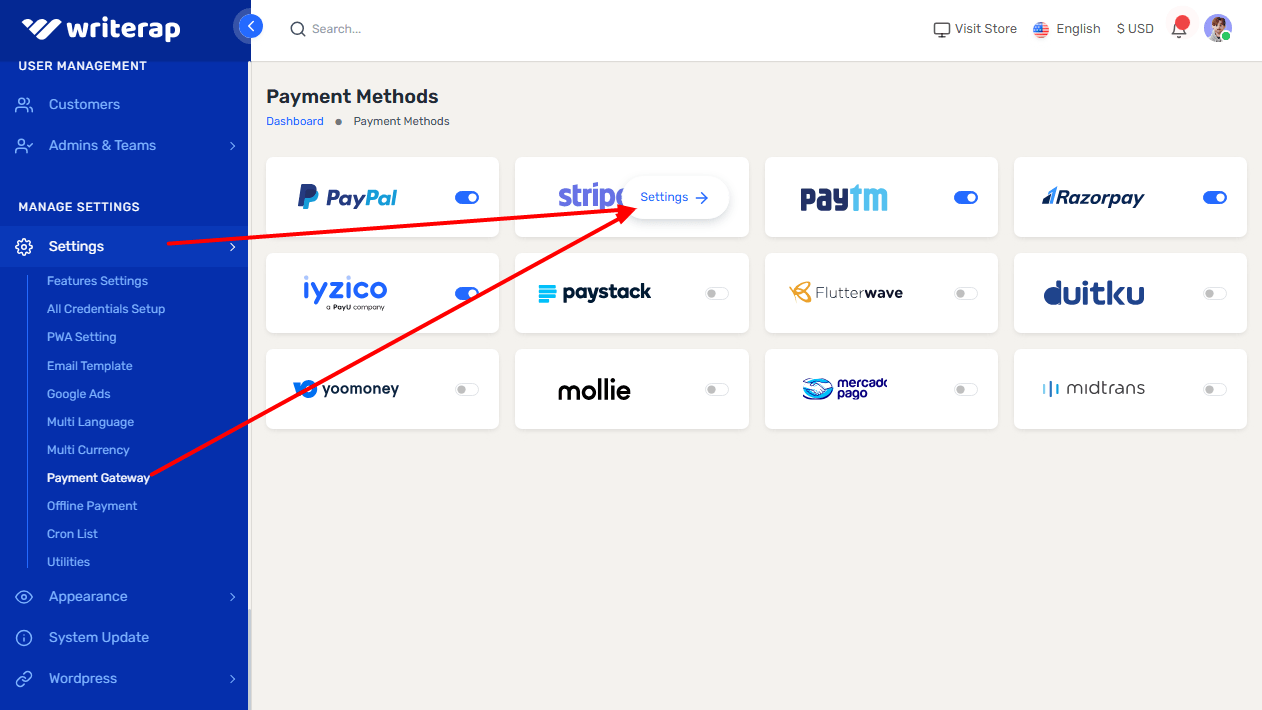 writerap
Search...
Visit Store
English
$ USD
USER MANAGEMENT
Customers
Admins & Teams
MANAGE SETTINGS
Settings
Features Settings
All Credentials Setup
PWA Setting
Email Template
Google Ads
Multi Language
Multi Currency
Payment Gateway
Offline Payment
Cron List
Utilities
Appearance
System Update
Wordpress
Payment Methods
Dashboard Payment Methods
PayPal
strip
Settings
paytm
Razorpay
iyzico
a PayU company
paystack
Flutterwave
duitku
yoomoney
mollie
mercado
pago
midtrans